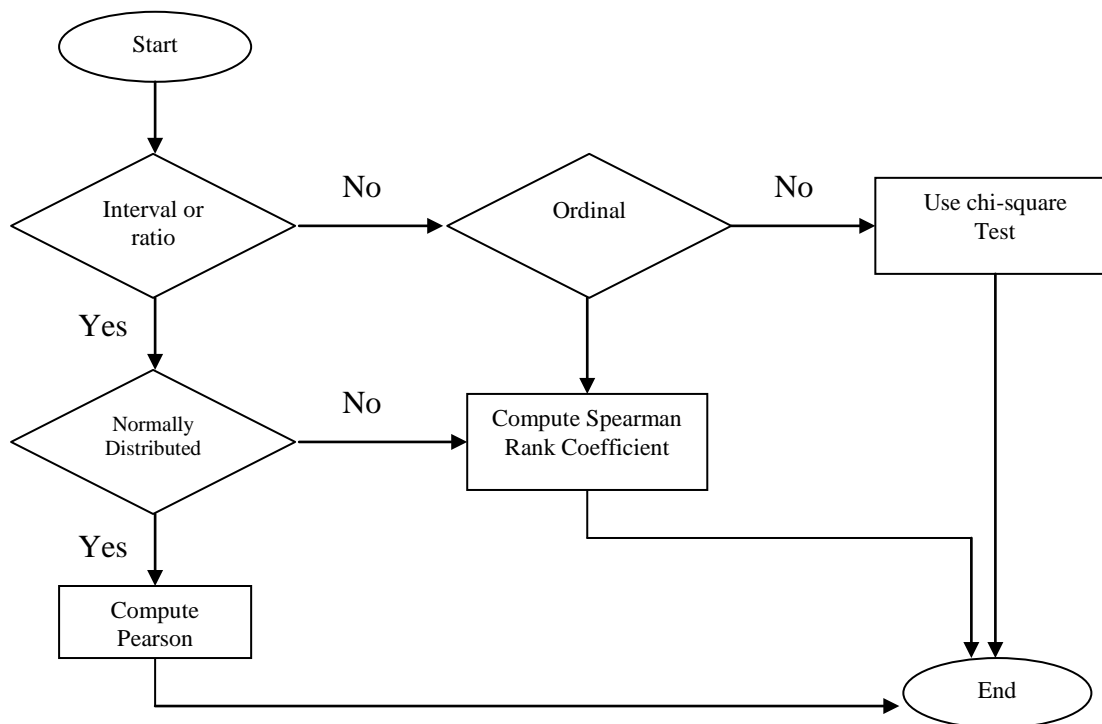 Start
Interval or
ratio
No
Ordinal
No
Use chi-square
Test
Yes
Normally
Distributed
No
Compute Spearman
Rank Coefficient
Yes
Compute
Pearson
End